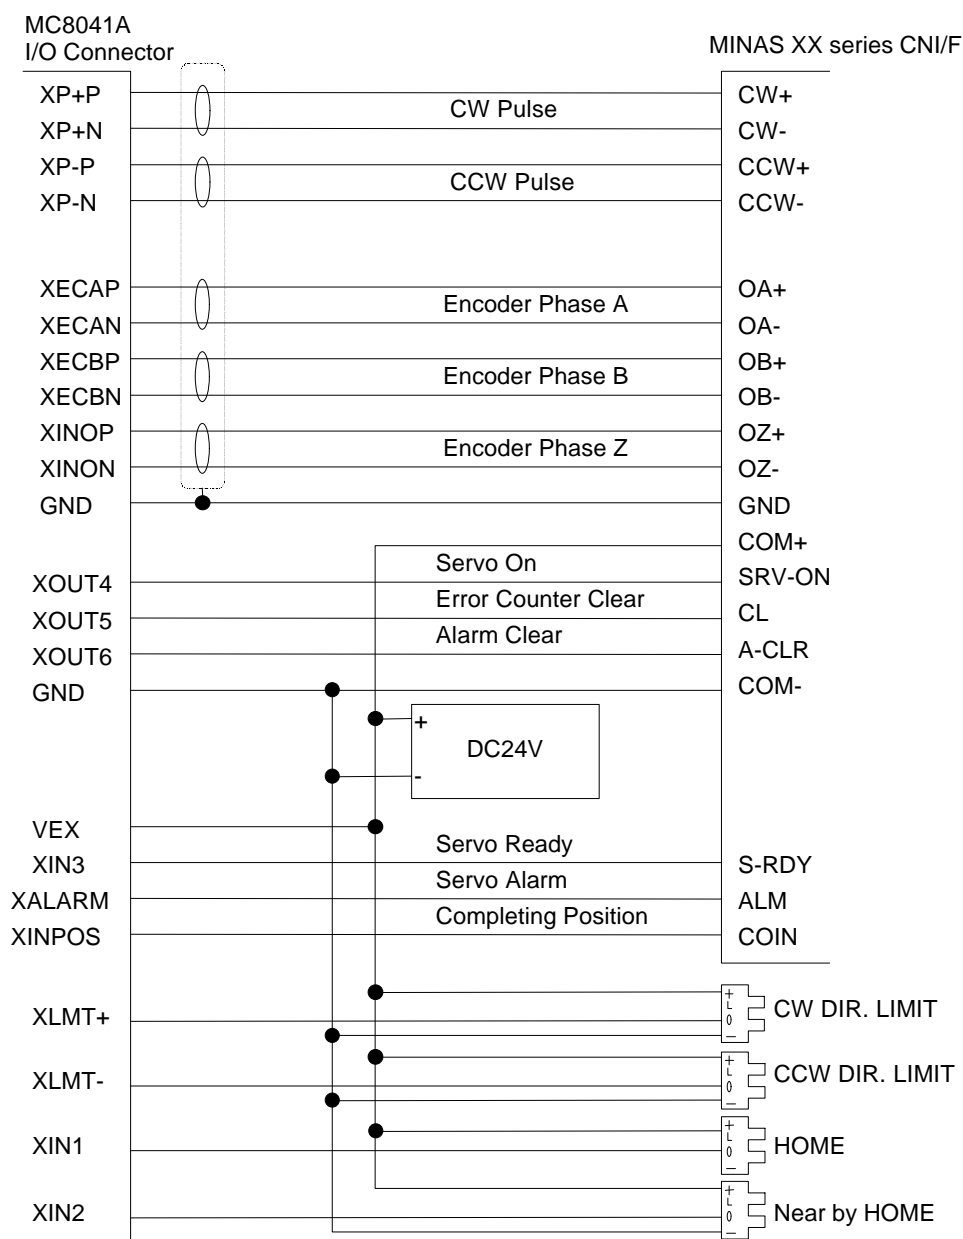 MC8041A
I/O Connector
MINAS XX series CNI/F
XP+P CW Pulse CW+
XP+N CW-
XP-P CCW Pulse CCW+
XP-N CCW-
XECAP Encoder Phase A OA+
XECAN OA-
XECBP Encoder Phase B OB+
XECBN OB-
XINOP Encoder Phase Z OZ+
XINON OZ-
GND GND
COM+
XOUT4 Servo On SRV-ON
XOUT5 Error Counter Clear CL
XOUT6 Alarm Clear A-CLR
GND COM-
+
DC24V
-
VEX
XIN3 Servo Ready S-RDY
XALARM Servo Alarm ALM
XINPOS Completing Position COIN
+
L
XLMT+ O CW DIR. LIMIT
-
+
L
XLMT- O CCW DIR. LIMIT
-
+
L
XIN1 O HOME
-
+
L
XIN2 O Near by HOME
-